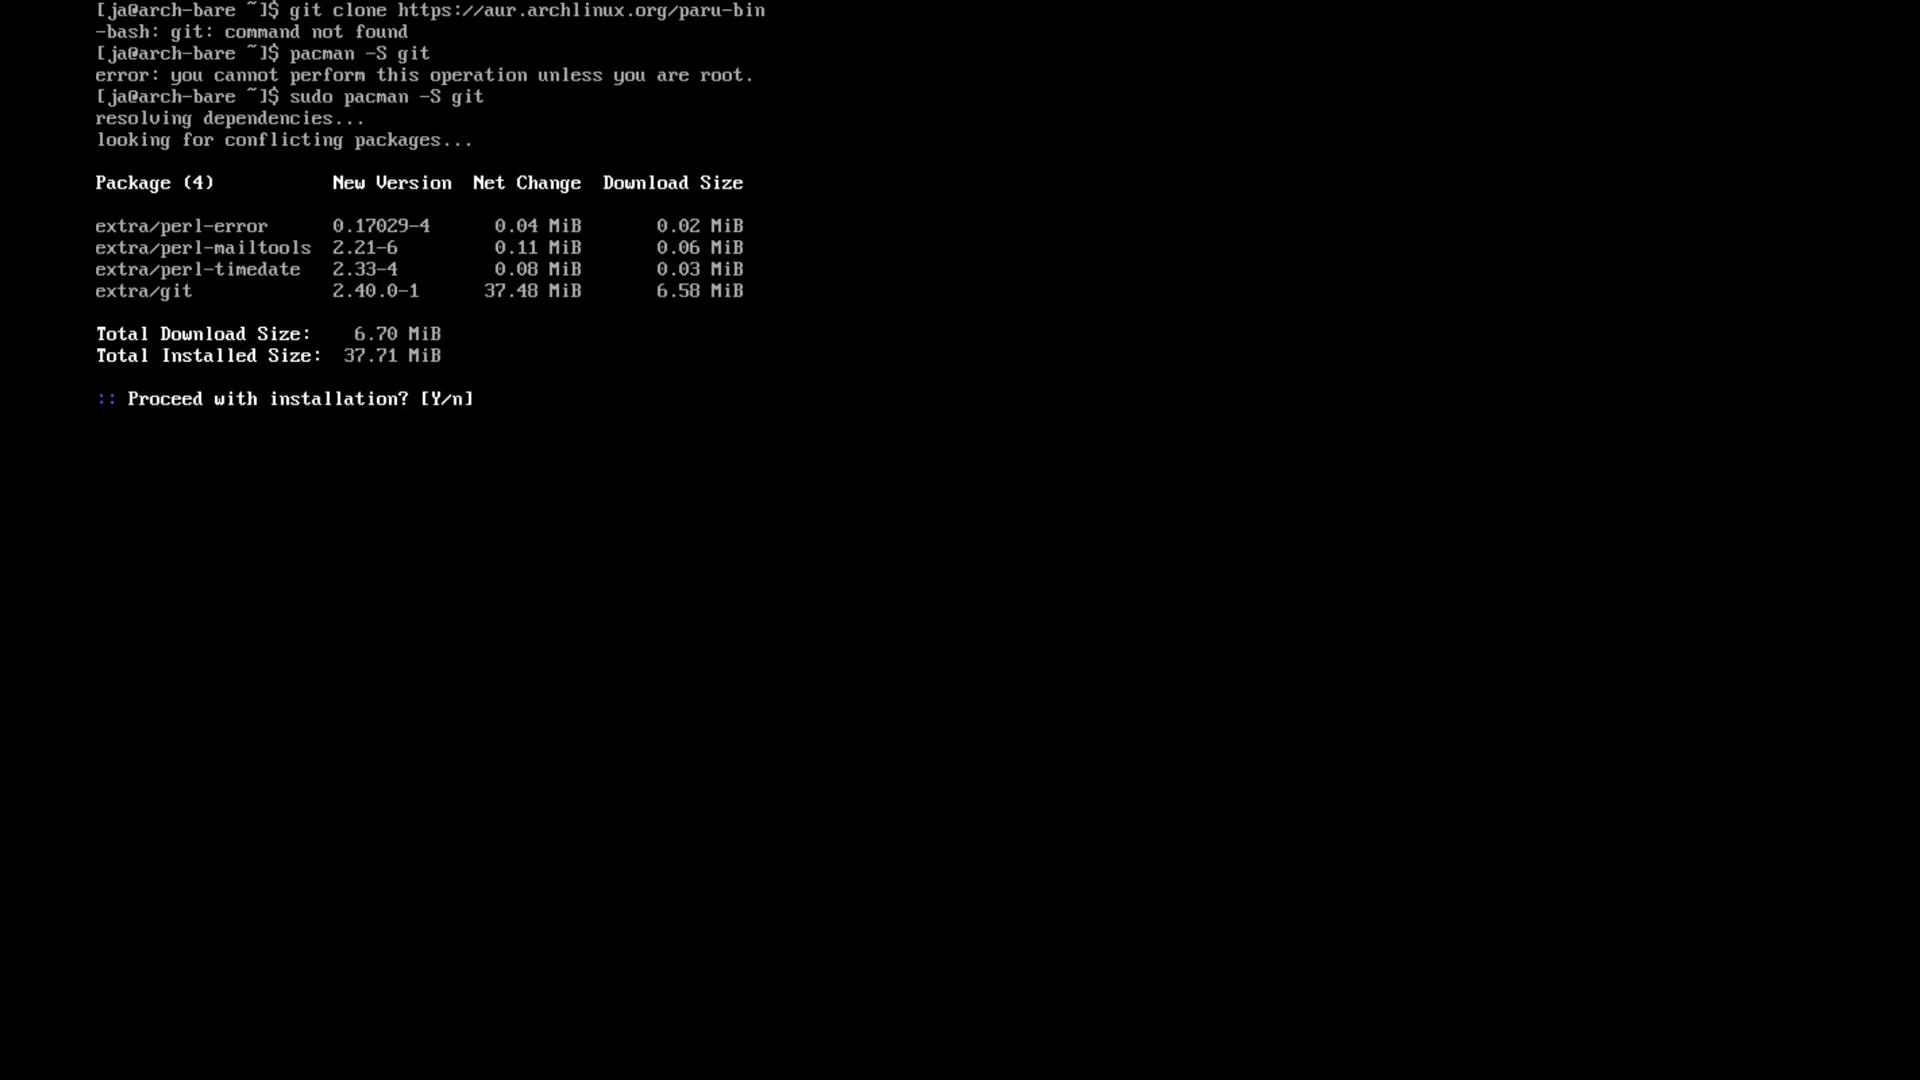 [ja@arch-bare ~]$ git clone https://aur.archlinux.org/paru-bin
-bash: git: command not found
[ja@arch-bare ~]$ pacman -S git
error: you cannot perform this operation unless you are root.
[ja@arch-bare ~]$ sudo pacman -S git
resolving dependencies...
looking for conflicting packages...
Package (4)           New Version  Net Change  Download Size
extra/perl-error      0.17029-4      0.04 MiB       0.02 MiB
extra/perl-mailtools  2.21-6         0.11 MiB       0.06 MiB
extra/perl-timedate   2.33-4         0.08 MiB       0.03 MiB
extra/git             2.40.0-1      37.48 MiB       6.58 MiB
Total Download Size:    6.70 MiB
Total Installed Size:  37.71 MiB
:: Proceed with installation? [Y/n]